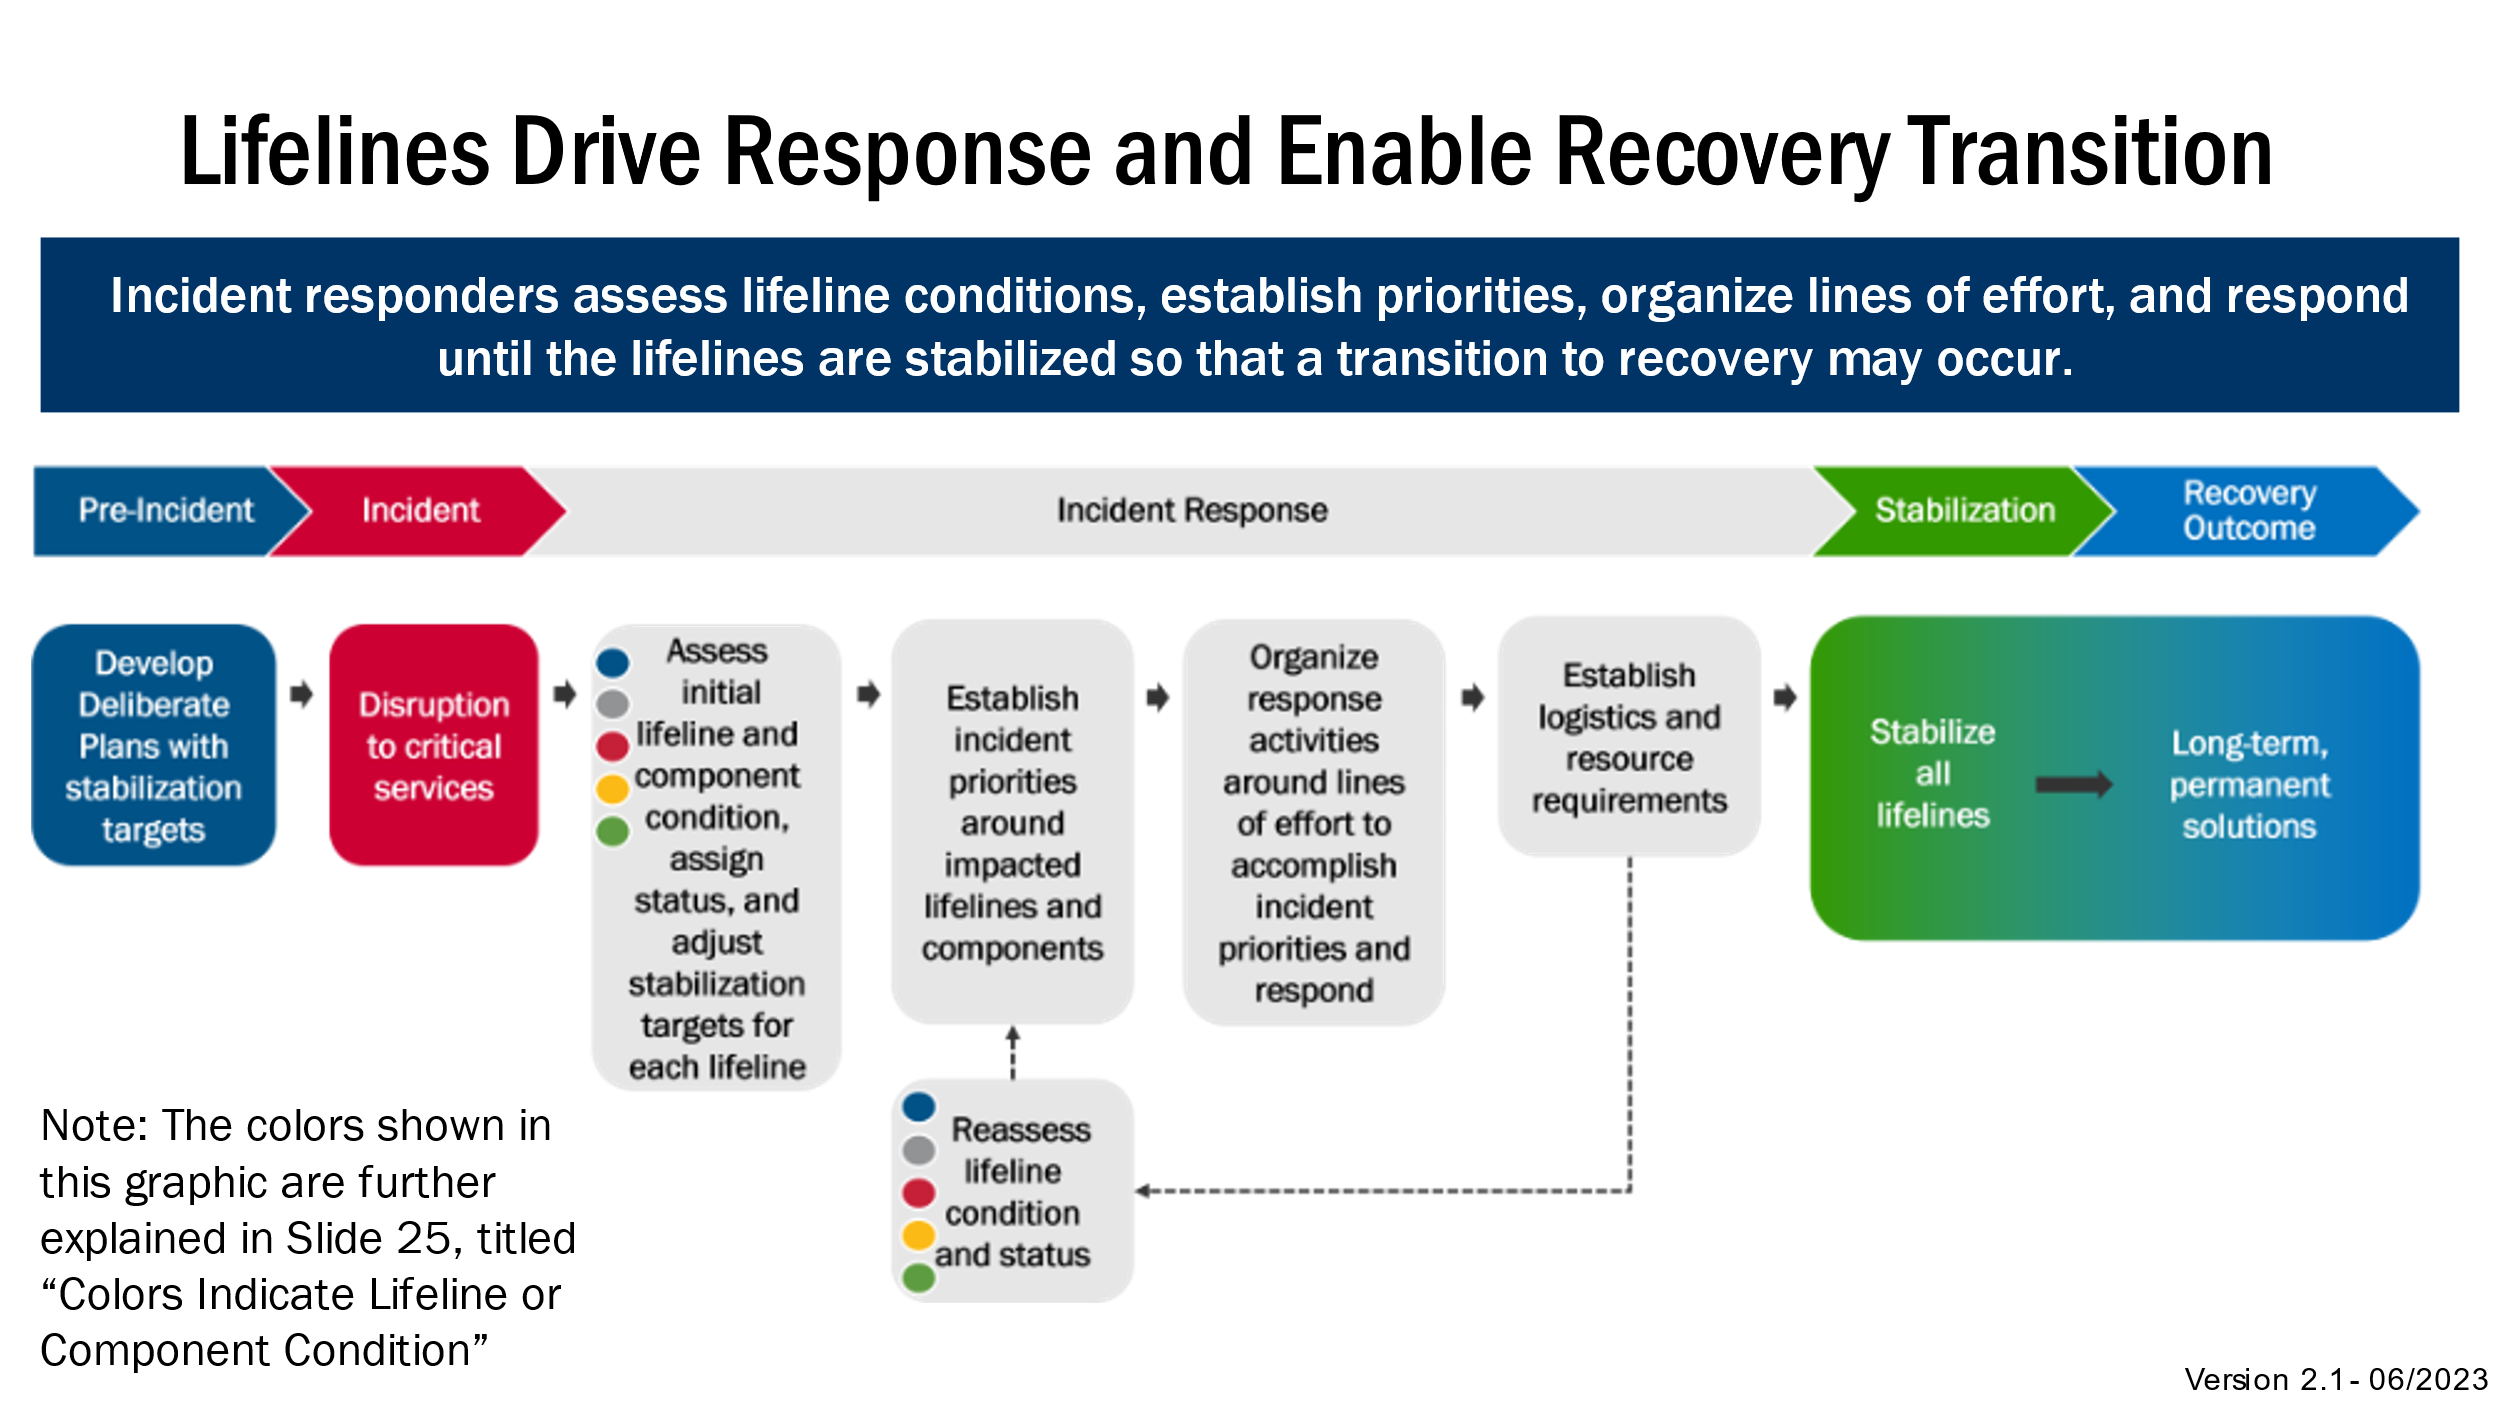 Lifelines Drive Response and Enable Recovery Transition
Incident responders assess lifeline conditions, establish priorities, organize lines of effort, and respond
until the lifelines are stabilized so that a transition to recovery may occur.
Pre-Incident
Incident
Incident Response
Stabilization
Recovery
Outcome
Develop
Deliberate
Plans with
stabilization
targets
Disruption
to critical
services
Assess
initial
lifeline and
component
condition,
assign
status, and
adjust
stabilization
targets for
each lifeline
Establish
incident
priorities
around
impacted
lifelines and
components
Organize
response
activities
around lines
of effort to
accomplish
incident
priorities and
respond
Establish
logistics and
resource
requirements
Stabilize
all
lifelines
Long-term,
permanent
solutions
Reassess
lifeline
condition
and status
Note: The colors shown in
this graphic are further
explained in Slide 25, titled
“Colors Indicate Lifeline or
Component Condition”
Version 2.1- 06/2023